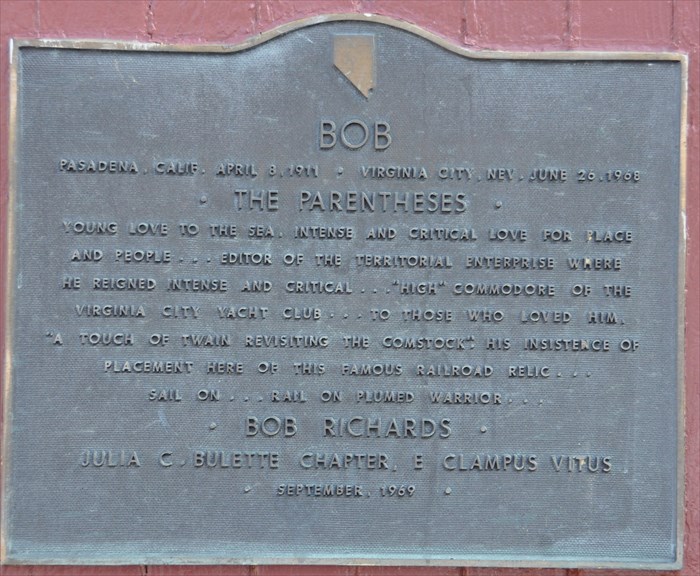 BOB
PASADENA, CALIF. APRIL 8, 1911 • VIRGINIA CITY, NEV. JUNE 26, 1968
• THE PARENTHESES •
YOUNG LOVE TO THE SEA, INTENSE AND CRITICAL LOVE FOR PLACE
AND PEOPLE . . . EDITOR OF THE TERRITORIAL ENTERPRISE WHERE
HE REIGNED INTENSE AND CRITICAL . . . "HIGH" COMMODORE OF THE
VIRGINIA CITY YACHT CLUB . . . TO THOSE WHO LOVED HIM,
"A TOUCH OF TWAIN REVISITING THE COMSTOCK". HIS INSISTENCE OF
PLACEMENT HERE OF THIS FAMOUS RAILROAD RELIC . . .
SAIL ON . . . RAIL ON PLUMED WARRIOR . . .
• BOB RICHARDS •
JULIA C. BULETTE CHAPTER, E CLAMPUS VITUS
• SEPTEMBER, 1969 •